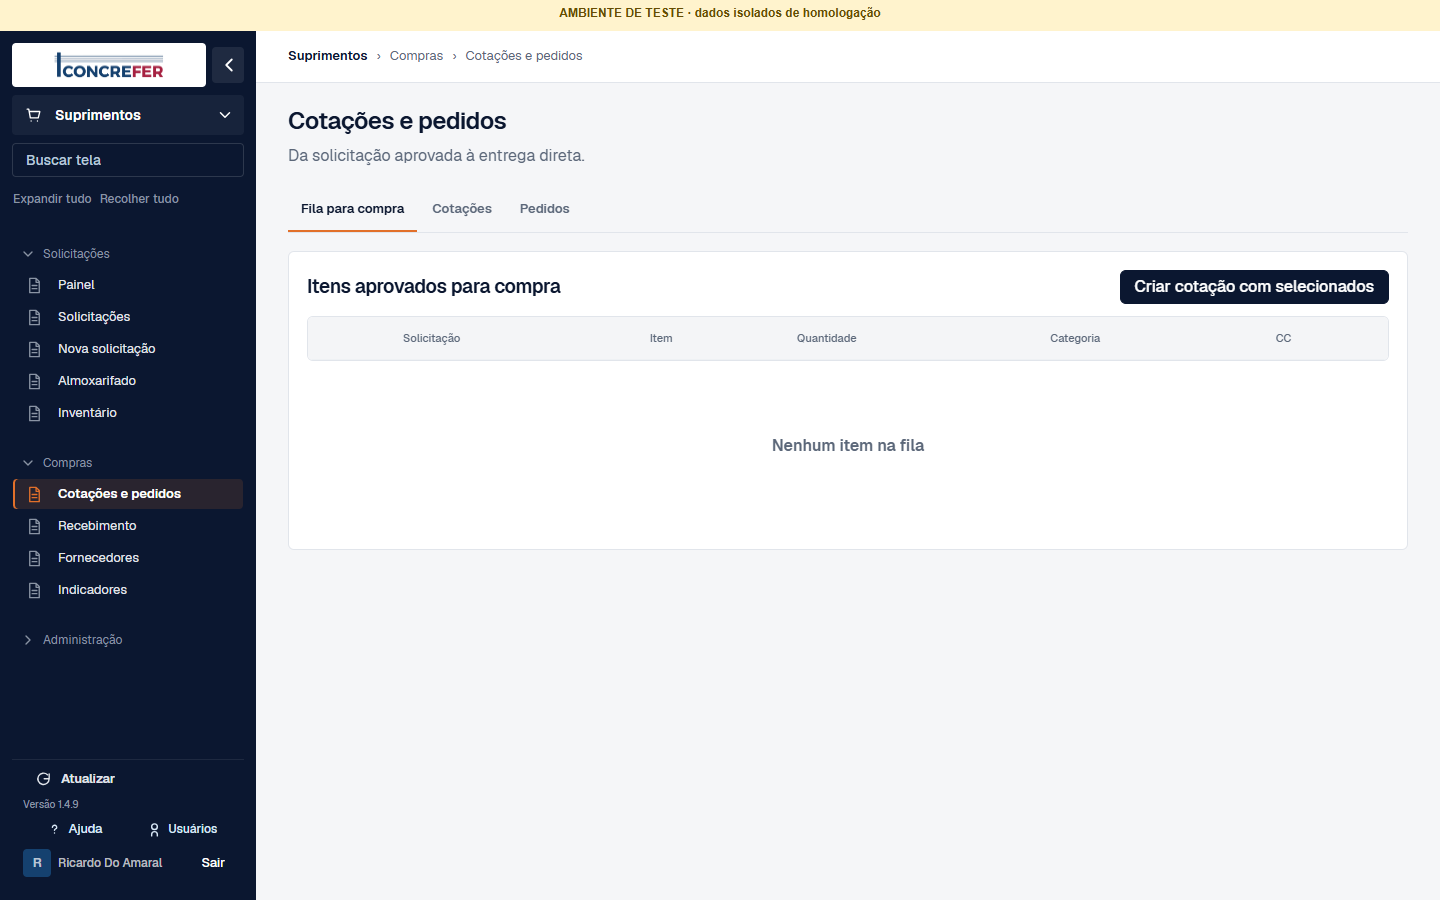 AMBIENTE DE TESTE · dados isolados de homologação
CONCREFER
Suprimentos
Buscar tela
Expandir tudo Recolher tudo
Solicitações
Painel
Solicitações
Nova solicitação
Almoxarifado
Inventário
Compras
Cotações e pedidos
Recebimento
Fornecedores
Indicadores
Administração
Atualizar
Versão 1.4.9
? Ajuda Usuários
R Ricardo Do Amaral Sair
Suprimentos › Compras › Cotações e pedidos
Cotações e pedidos
Da solicitação aprovada à entrega direta.
Fila para compra Cotações Pedidos
Itens aprovados para compra Criar cotação com selecionados
Solicitação Item Quantidade Categoria CC
Nenhum item na fila